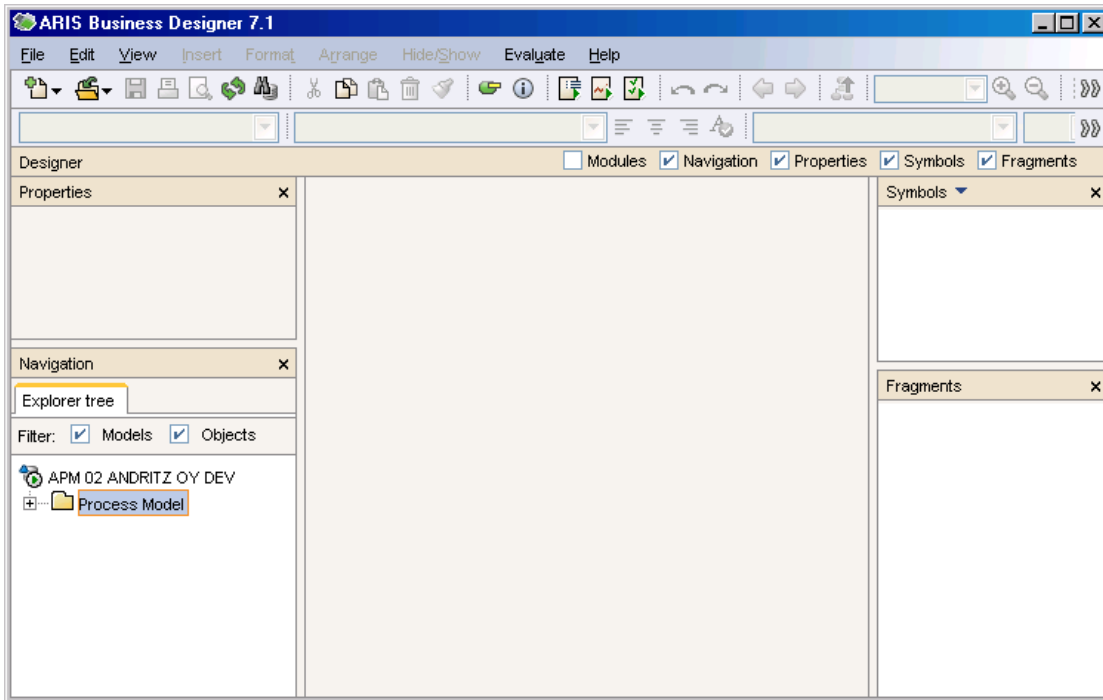 ARIS Business Designer 7.1
File Edit View Insert Format Arrange Hide/Show Evaluate Help
Designer Modules Navigation Properties Symbols Fragments
Properties
Symbols
Navigation
Explorer tree
Filter: Models Objects
APM 02 ANDRITZ OY DEV
Process Model
Fragments